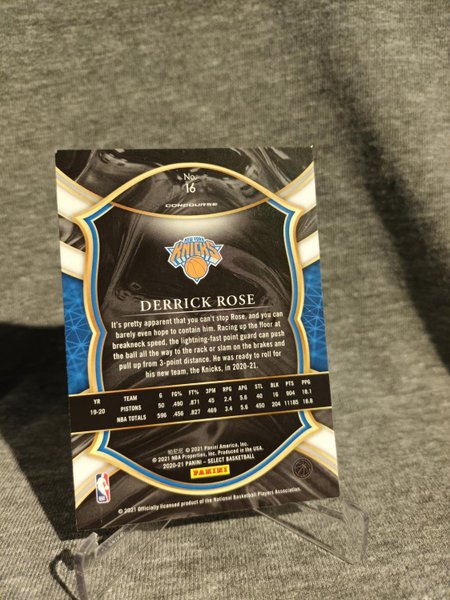 No.
16
CONCOURSE
NEW YORK
KNICKS
DERRICK ROSE
It's pretty apparent that you can't stop Rose, and you can
barely even hope to contain him. Racing up the floor at
breakneck speed, the lightning-fast point guard can push
the ball all the way to the rack or slam on the brakes and
pull up from 3-point distance. He was ready to roll for
his new team, the Knicks, in 2020-21.
YR TEAM G FG% FT% 3PM RPG APG STL BLK PTS PPG
19-20 PISTONS 50 .490 .871 45 2.4 5.6 40 16 904 18.1
NBA TOTALS 596 .456 .827 469 3.4 5.6 450 204 11185 18.8
© 2021 Panini America, Inc.
© 2021 NBA Properties, Inc. Produced in the USA.
2020-21 PANINI - SELECT BASKETBALL
PANINI
© 2021 Officially licensed product of the National Basketball Players Association.